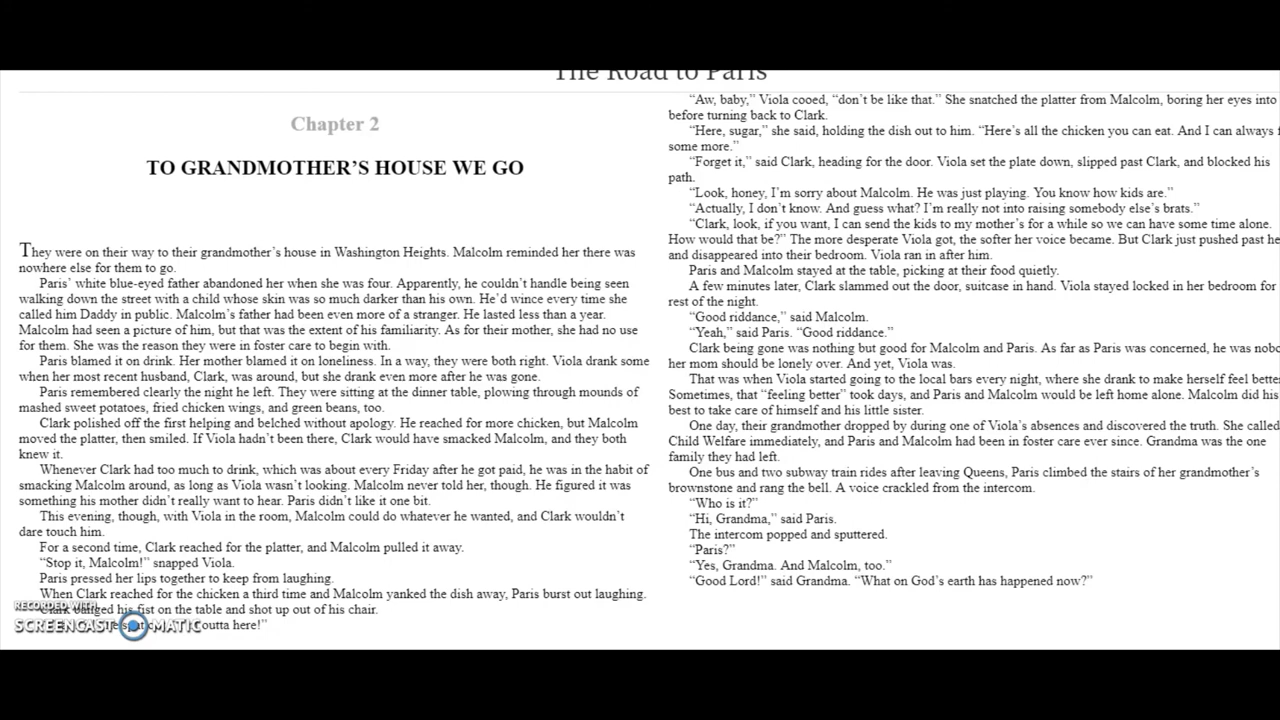 The Road to Paris
Chapter 2
TO GRANDMOTHER’S HOUSE WE GO
They were on their way to their grandmother’s house in Washington Heights. Malcolm reminded her there was
nowhere else for them to go.
Paris’ white blue-eyed father abandoned her when she was four. Apparently, he couldn’t handle being seen
walking down the street with a child whose skin was so much darker than his own. He’d wince every time she
called him Daddy in public. Malcolm’s father had been even more of a stranger. He lasted less than a year.
Malcolm had seen a picture of him, but that was the extent of his familiarity. As for their mother, she had no use
for them. She was the reason they were in foster care to begin with.
Paris blamed it on drink. Her mother blamed it on loneliness. In a way, they were both right. Viola drank some
when her most recent husband, Clark, was around, but she drank even more after he was gone.
Paris remembered clearly the night he left. They were sitting at the dinner table, plowing through mounds of
mashed sweet potatoes, fried chicken wings, and green beans, too.
Clark polished off the first helping and belched without apology. He reached for more chicken, but Malcolm
moved the platter, then smiled. If Viola hadn’t been there, Clark would have smacked Malcolm, and they both
knew it.
Whenever Clark had too much to drink, which was about every Friday after he got paid, he was in the habit of
smacking Malcolm around, as long as Viola wasn’t looking. Malcolm never told her, though. He figured it was
something his mother didn’t really want to hear. Paris didn’t like it one bit.
This evening, though, with Viola in the room, Malcolm could do whatever he wanted, and Clark wouldn’t
dare touch him.
For a second time, Clark reached for the platter, and Malcolm pulled it away.
“Stop it, Malcolm!” snapped Viola.
Paris pressed her lips together to keep from laughing.
When Clark reached for the chicken a third time and Malcolm yanked the dish away, Paris burst out laughing.
Clark banged his fist on the table and shot up out of his chair.
outta here!”
RECORDED WITH
SCREENCAST MATIC
“Aw, baby,” Viola cooed, “don’t be like that.” She snatched the platter from Malcolm, boring her eyes into
before turning back to Clark.
“Here, sugar,” she said, holding the dish out to him. “Here’s all the chicken you can eat. And I can always
some more.”
“Forget it,” said Clark, heading for the door. Viola set the plate down, slipped past Clark, and blocked his
path.
“Look, honey, I’m sorry about Malcolm. He was just playing. You know how kids are.”
“Actually, I don’t know. And guess what? I’m really not into raising somebody else’s brats.”
“Clark, look, if you want, I can send the kids to my mother’s for a while so we can have some time alone.
How would that be?” The more desperate Viola got, the softer her voice became. But Clark just pushed past he
and disappeared into their bedroom. Viola ran in after him.
Paris and Malcolm stayed at the table, picking at their food quietly.
A few minutes later, Clark slammed out the door, suitcase in hand. Viola stayed locked in her bedroom for
rest of the night.
“Good riddance,” said Malcolm.
“Yeah,” said Paris. “Good riddance.”
Clark being gone was nothing but good for Malcolm and Paris. As far as Paris was concerned, he was nobo
her mom should be lonely over. And yet, Viola was.
That was when Viola started going to the local bars every night, where she drank to make herself feel bette
Sometimes, that “feeling better” took days, and Paris and Malcolm would be left home alone. Malcolm did his
best to take care of himself and his little sister.
One day, their grandmother dropped by during one of Viola’s absences and discovered the truth. She called
Child Welfare immediately, and Paris and Malcolm had been in foster care ever since. Grandma was the one
family they had left.
One bus and two subway train rides after leaving Queens, Paris climbed the stairs of her grandmother’s
brownstone and rang the bell. A voice crackled from the intercom.
“Who is it?”
“Hi, Grandma,” said Paris.
The intercom popped and sputtered.
“Paris?”
“Yes, Grandma. And Malcolm, too.”
“Good Lord!” said Grandma. “What on God’s earth has happened now?”